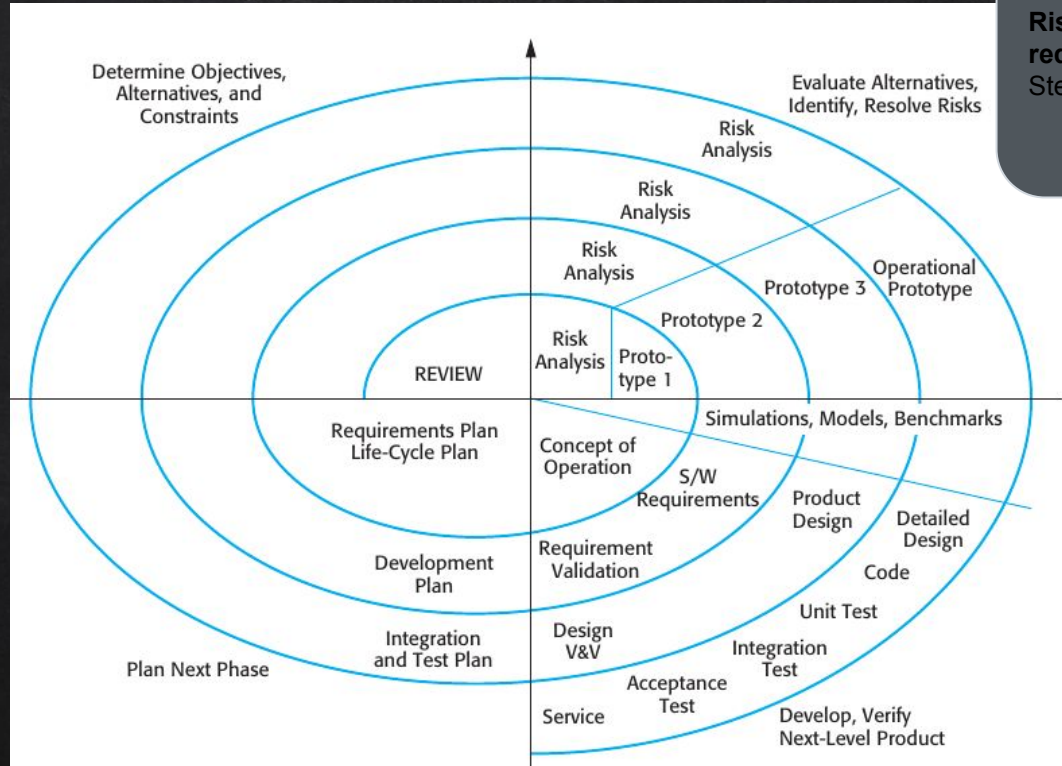 Ris
rec
Ste
Determine Objectives,
Alternatives, and
Constraints
Evaluate Alternatives,
Identify, Resolve Risks
Risk
Analysis
Risk
Analysis
Risk
Analysis
Operational
Prototype
Prototype 3
Prototype 2
Risk
Analysis
Proto-
type 1
REVIEW
Requirements Plan
Life-Cycle Plan
Concept of
Operation
Simulations, Models, Benchmarks
S/W
Requirements
Product
Design
Detailed
Design
Requirement
Validation
Development
Plan
Code
Unit Test
Integration
and Test Plan
Design
V&V
Integration
Test
Acceptance
Test
Plan Next Phase
Service
Develop, Verify
Next-Level Product